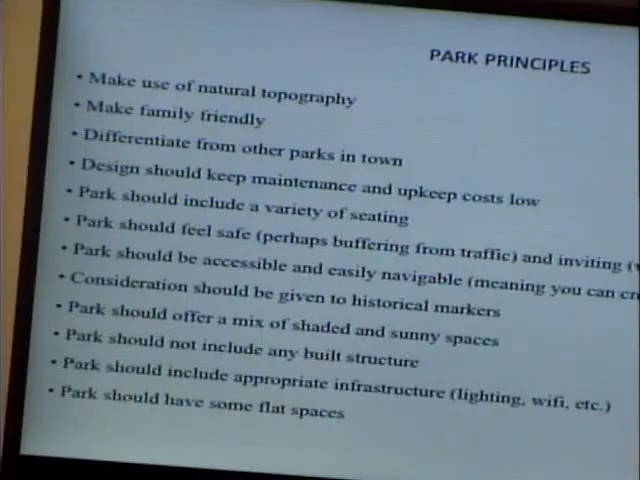 PARK PRINCIPLES
• Make use of natural topography
• Make family friendly
• Differentiate from other parks in town
• Design should keep maintenance and upkeep costs low
• Park should include a variety of seating
• Park should feel safe (perhaps buffering from traffic) and inviting (
• Park should be accessible and easily navigable (meaning you can
• Consideration should be given to historical markers
• Park should offer a mix of shaded and sunny spaces
• Park should not include any built structure
• Park should include appropriate infrastructure (lighting, wifi, etc.)
• Park should have some flat spaces